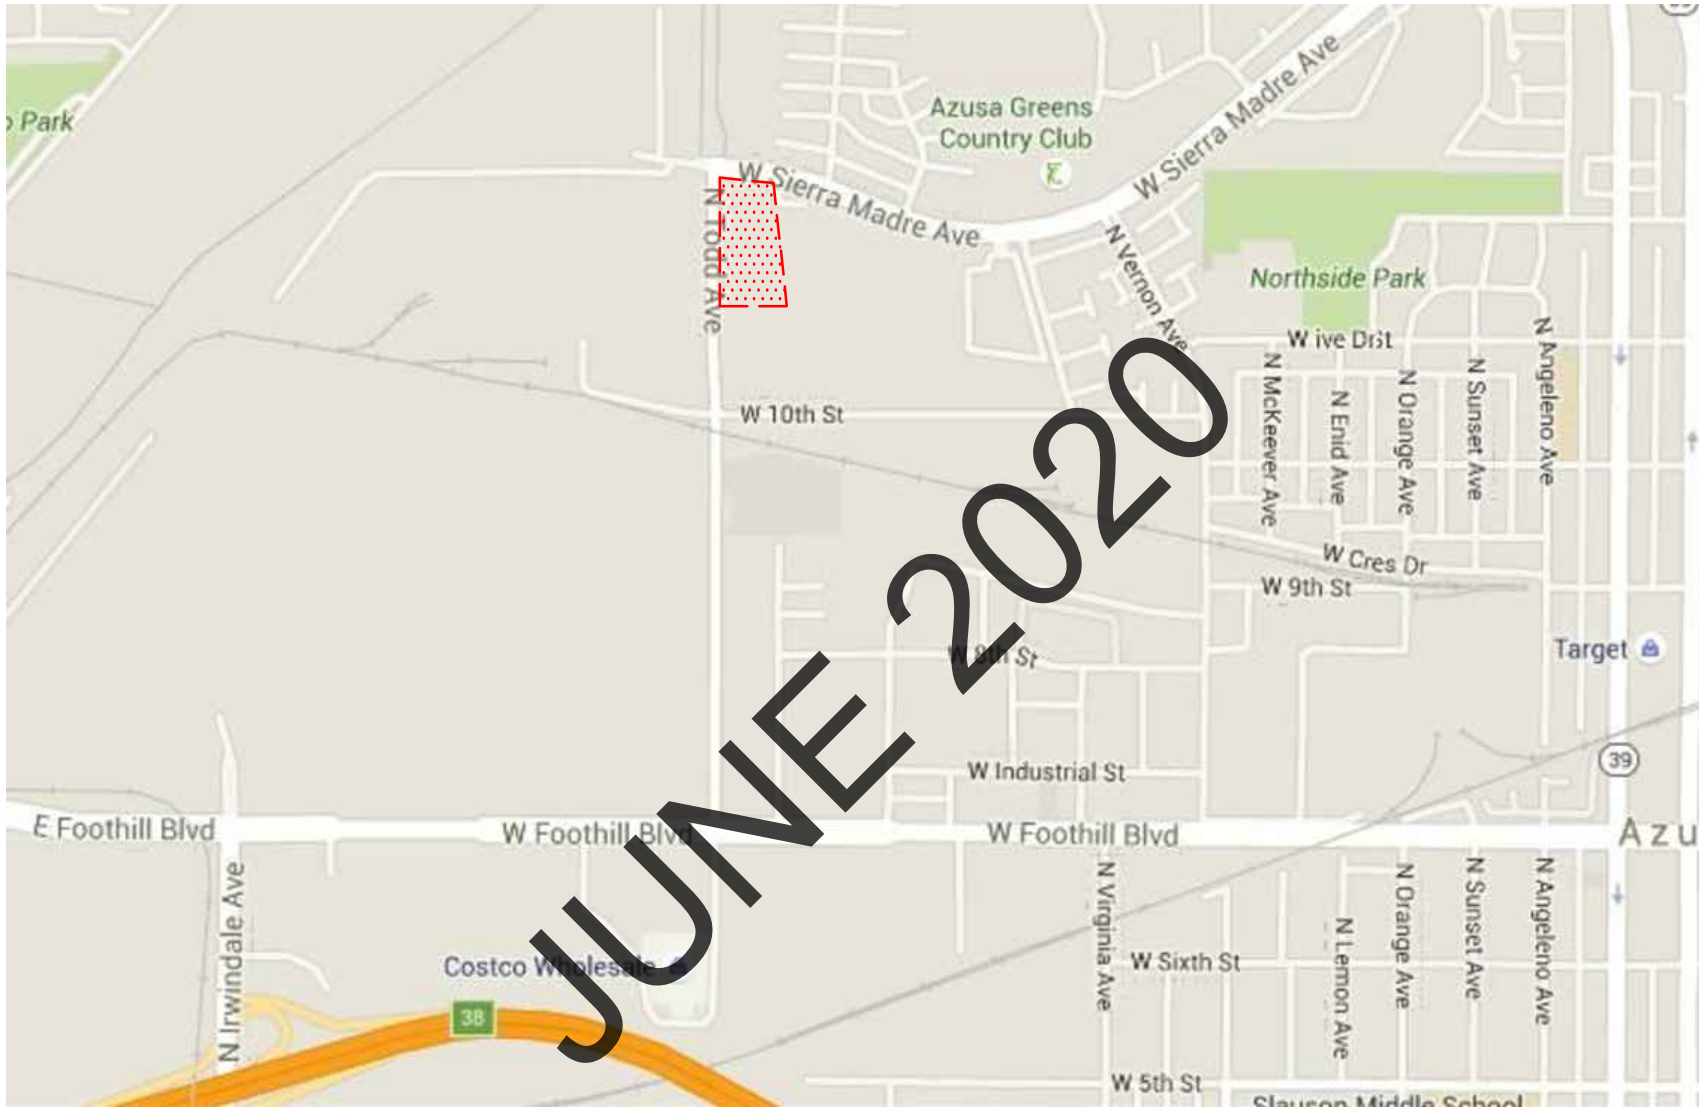 Park
Azusa Greens
Country Club
W Sierra Madre Ave
W Sierra Madre Ave
N Todd Ave
N Vernon Ave
Northside Park
W ive Dr
N Angeleno Ave
N McKeever Ave
N Enid Ave
N Orange Ave
N Sunset Ave
W 10th St
W Cres Dr
W 9th St
W 8th St
Target
W Industrial St
39
E Foothill Blvd
W Foothill Blvd
W Foothill Blvd
Azu
N Irwindale Ave
N Virginia Ave
N Lemon Ave
N Orange Ave
N Sunset Ave
N Angeleno Ave
Costco Wholesale
W Sixth St
38
W 5th St
Slauson Middle School
JUNE 2020